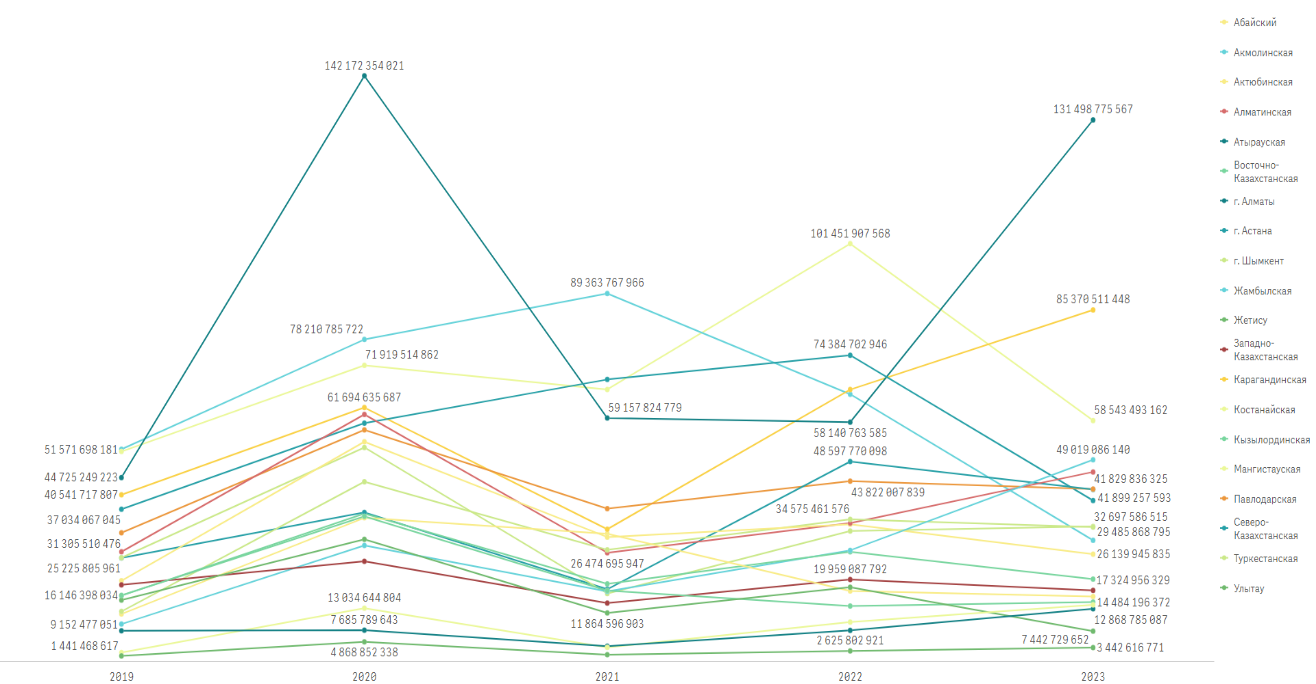 142 172 354 021
131 498 775 567
101 451 907 568
89 363 767 966
85 370 511 448
78 210 785 722
74 384 702 946
71 919 514 862
61 694 635 687
59 157 824 779
58 543 493 162
58 140 763 585
51 571 698 181
49 019 086 140
48 597 770 098
44 725 249 223
41 829 836 325
40 541 717 807
43 822 007 839
41 899 257 593
37 034 067 045
34 575 461 576
32 697 586 515
31 305 510 476
29 485 868 795
26 139 945 835
26 474 695 947
25 225 805 961
19 959 087 792
17 324 956 329
16 146 398 034
13 034 644 804
14 484 196 372
9 152 477 051
7 685 789 643
11 864 596 903
12 868 785 087
1 441 468 617
4 868 852 338
2 625 802 921
7 442 729 652
3 442 616 771
2019 2020 2021 2022 2023
Абайский
Акмолинская
Актюбинская
Алматинская
Атырауская
Восточно-
Казахстанская
г. Алматы
г. Астана
г. Шымкент
Жамбылская
Жетису
Западно-
Казахстанская
Карагандинская
Костанайская
Кызылординская
Мангистауская
Павлодарская
Северо-
Казахстанская
Туркестанская
Улытау